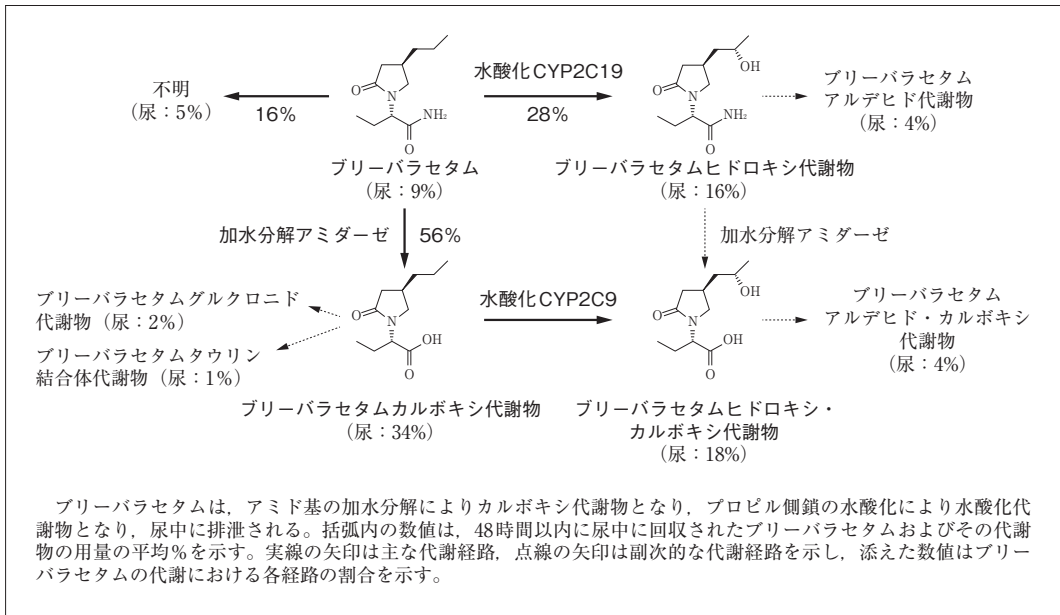 不明
（尿：5%）
16%
O
N
NH₂
O
ブリーバラセタム
（尿：9%）
水酸化CYP2C19
28%
OH
O
N
NH₂
O
ブリーバラセタムヒドロキシ代謝物
（尿：16%）
ブリーバラセタム
アルデヒド代謝物
（尿：4%）
加水分解アミダーゼ
56%
加水分解アミダーゼ
ブリーバラセタムグルクロニド
代謝物（尿：2%）
ブリーバラセタムタウリン
結合体代謝物（尿：1%）
O
N
OH
O
ブリーバラセタムカルボキシ代謝物
（尿：34%）
水酸化CYP2C9
OH
O
N
OH
O
ブリーバラセタムヒドロキシ・
カルボキシ代謝物
（尿：18%）
ブリーバラセタム
アルデヒド・カルボキシ
代謝物
（尿：4%）
ブリーバラセタムは，アミド基の加水分解によりカルボキシ代謝物となり，プロピル側鎖の水酸化により水酸化代
謝物となり，尿中に排泄される。括弧内の数値は，48時間以内に尿中に回収されたブリーバラセタムおよびその代謝
物の用量の平均%を示す。実線の矢印は主な代謝経路，点線の矢印は副次的な代謝経路を示し，添えた数値はブリー
バラセタムの代謝における各経路の割合を示す。